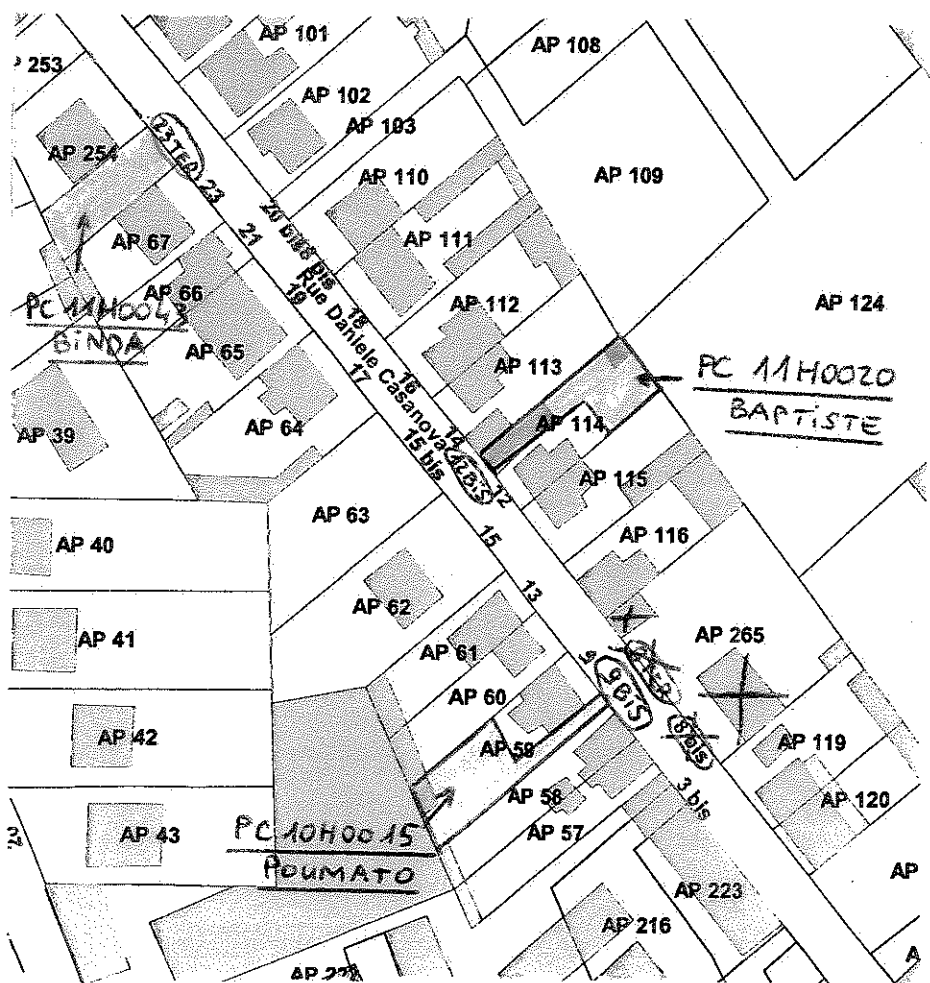 AP 101
AP 108
253
AP 102
AP 103
23 TER
AP 254
23
AP 110
AP 109
20 bis
AP 67
21
AP 111
AP 66
19
18
AP 112
AP 124
PC 11H0043
BINDA
Rue Daniele Casanova
AP 65
17
16
AP 113
PC 11H0020
BAPTISTE
AP 39
AP 64
15 bis
14
AP 114
12 BIS
12
AP 115
AP 63
15
AP 116
AP 40
AP 62
13
AP 41
AP 61
AP 265
9 BIS
AP 60
AP 42
AP 59
8 bis
AP 119
AP 58
3 bis
AP 120
AP 43
PC 10H0015
POUMATO
AP 57
AP 223
AP
AP 216